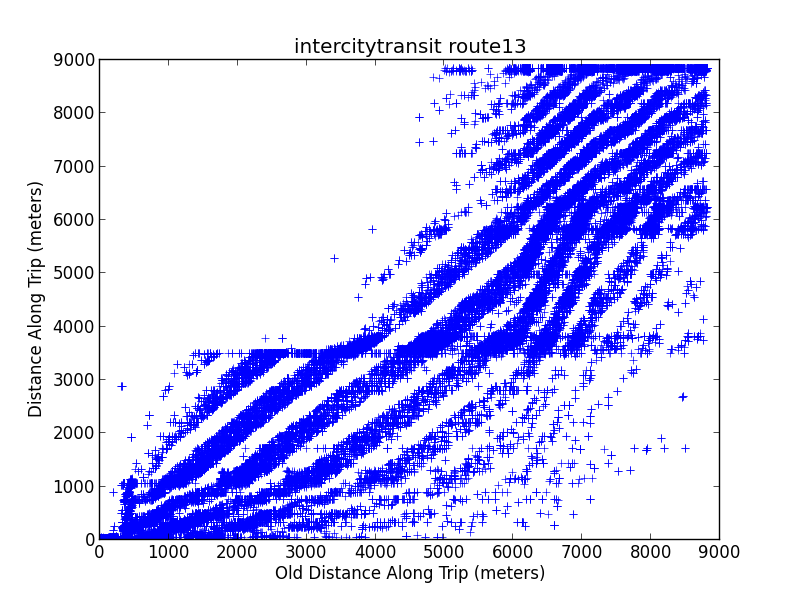 intercitytransit route13
9000
8000
7000
6000
5000
4000
3000
2000
1000
0
Distance Along Trip (meters)
0 1000 2000 3000 4000 5000 6000 7000 8000 9000
Old Distance Along Trip (meters)